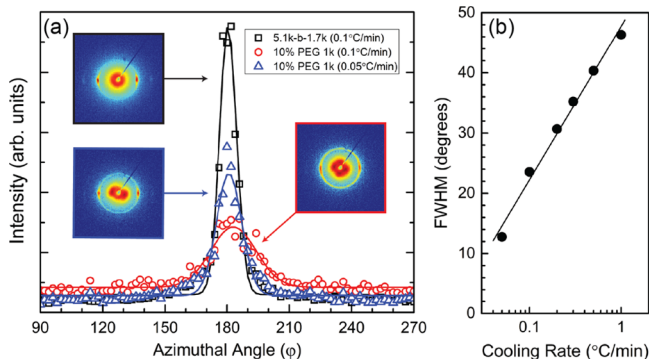 (a)
5.1k-b-1.7k (0.1°C/min)
10% PEG 1k (0.1°C/min)
10% PEG 1k (0.05°C/min)
Intensity (arb. units)
90 120 150 180 210 240 270
Azimuthal Angle (φ)
(b)
FWHM (degrees)
50
40
30
20
10
0
0.1 1
Cooling Rate (°C/min)